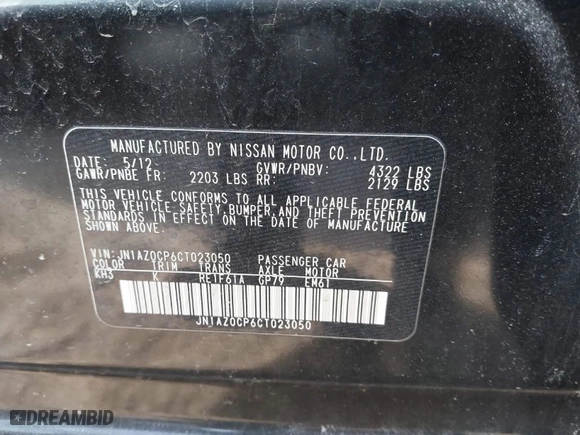 MANUFACTURED BY NISSAN MOTOR CO.,LTD.
DATE: 5/12 GVWR/PNBV: 4322 LBS
GAWR/PNBE FR: 2203 LBS RR: 2129 LBS
THIS VEHICLE CONFORMS TO ALL APPLICABLE FEDERAL
MOTOR VEHICLE SAFETY, BUMPER, AND THEFT PREVENTION
STANDARDS IN EFFECT ON THE DATE OF MANUFACTURE
SHOWN ABOVE.
VIN: JN1AZ0CP6CT023050 PASSENGER CAR
COLOR TRIM TRANS AXLE MOTOR
KH3 K RE1F61A GP79 EM61
JN1AZ0CP6CT023050
DREAMBID